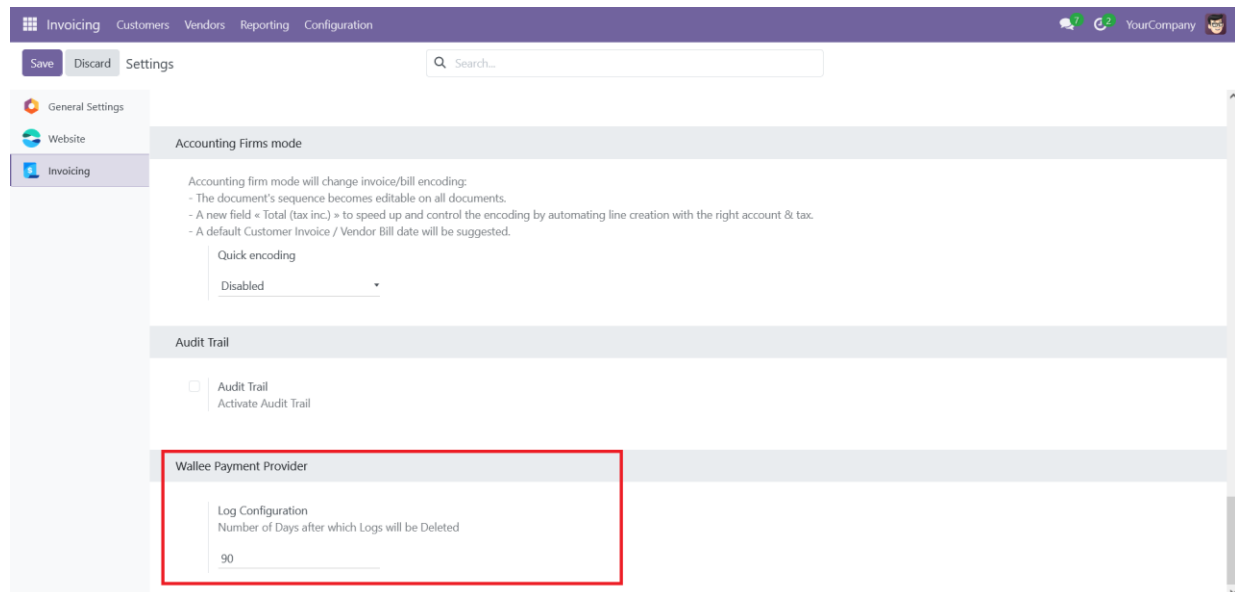 Invoicing Customers Vendors Reporting Configuration 7 2 YourCompany
Save Discard Settings Search...
General Settings
Website
Invoicing
Accounting Firms mode
Accounting firm mode will change invoice/bill encoding:
- The document's sequence becomes editable on all documents.
- A new field « Total (tax inc.) » to speed up and control the encoding by automating line creation with the right account & tax.
- A default Customer Invoice / Vendor Bill date will be suggested.
Quick encoding
Disabled
Audit Trail
Audit Trail
Activate Audit Trail
Wallee Payment Provider
Log Configuration
Number of Days after which Logs will be Deleted
90